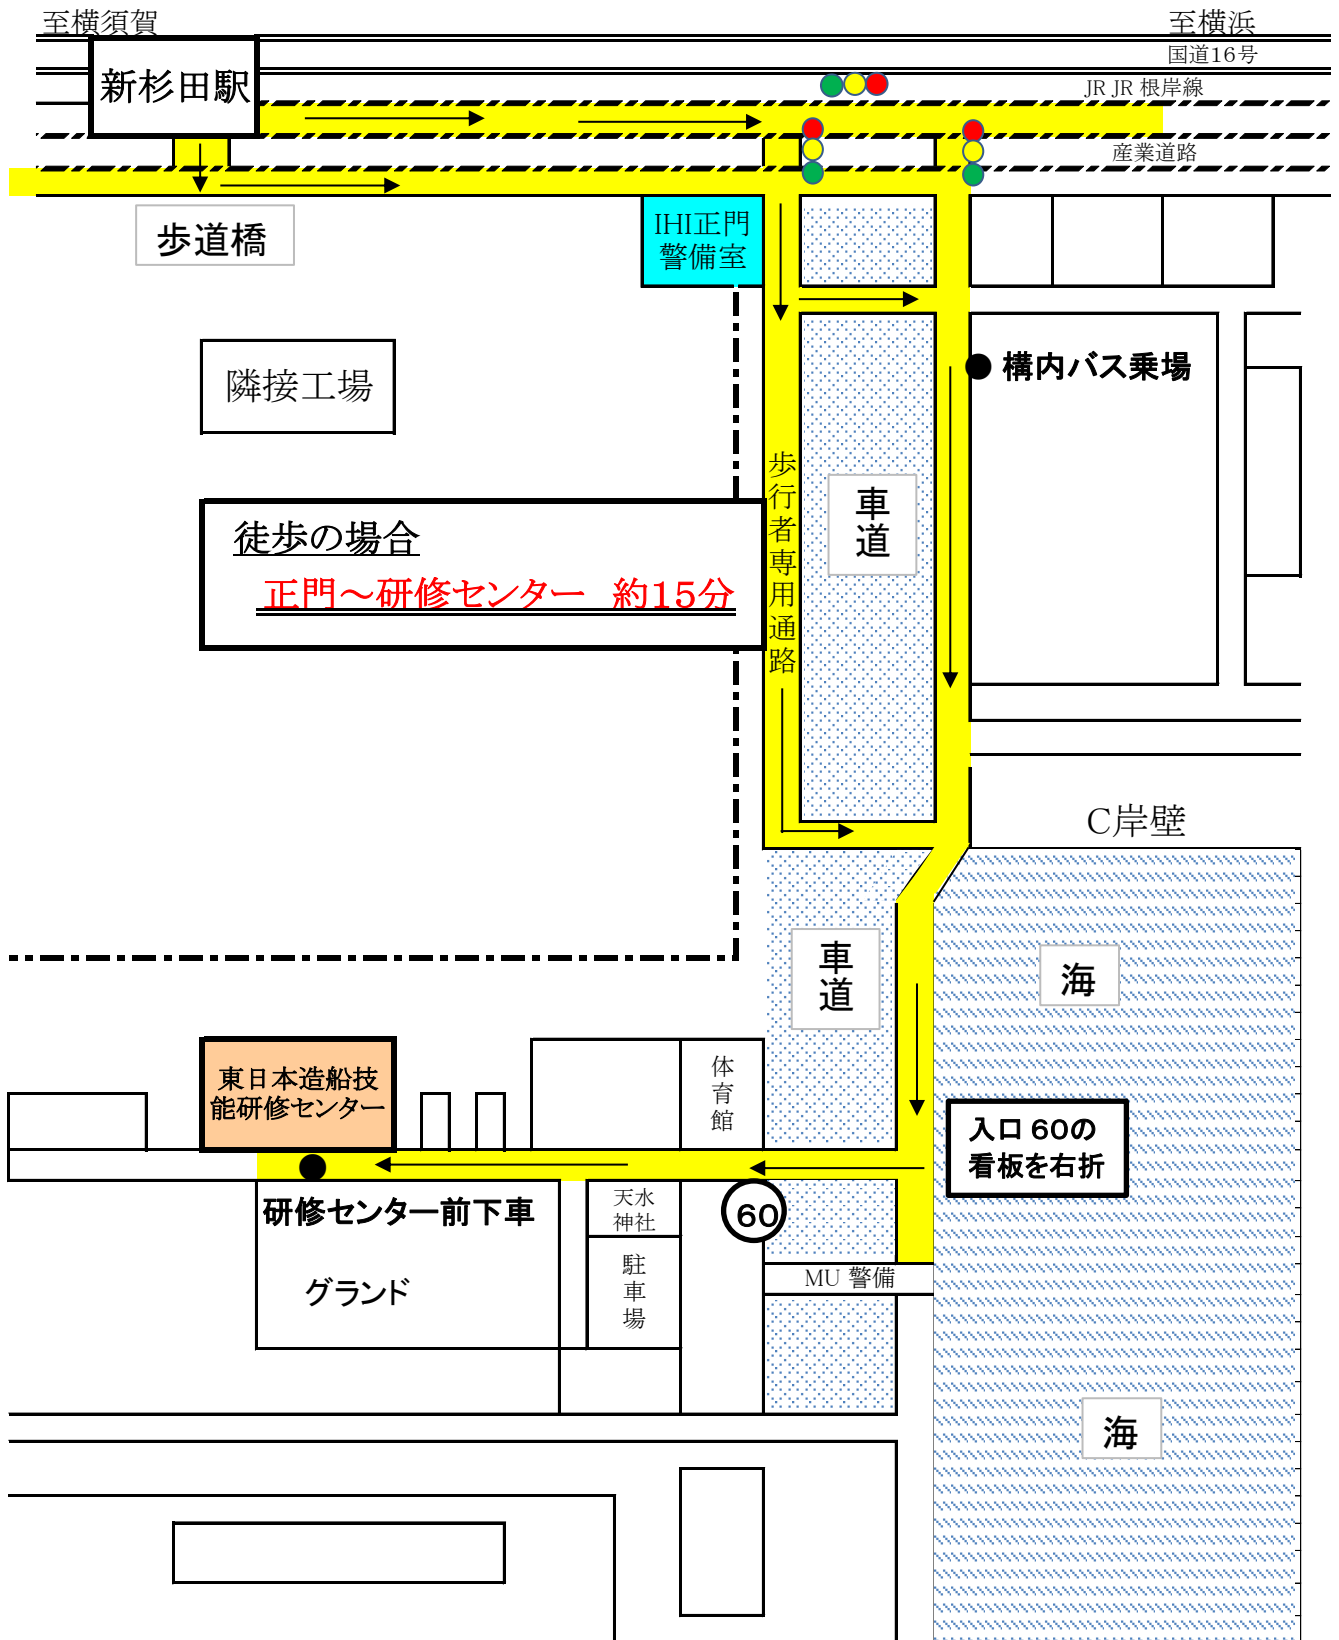 至横須賀
至横浜
国道16号
新杉田駅
JR JR 根岸線
産業道路
歩道橋
IHI正門
警備室
隣接工場
構内バス乗場
歩行者専用通路
車道
徒歩の場合
正門～研修センター　約15分
C岸壁
車道
海
東日本造船技
能研修センター
体育館
入口 60の
看板を右折
研修センター前下車
天水
神社
60
グランド
駐車場
MU 警備
海